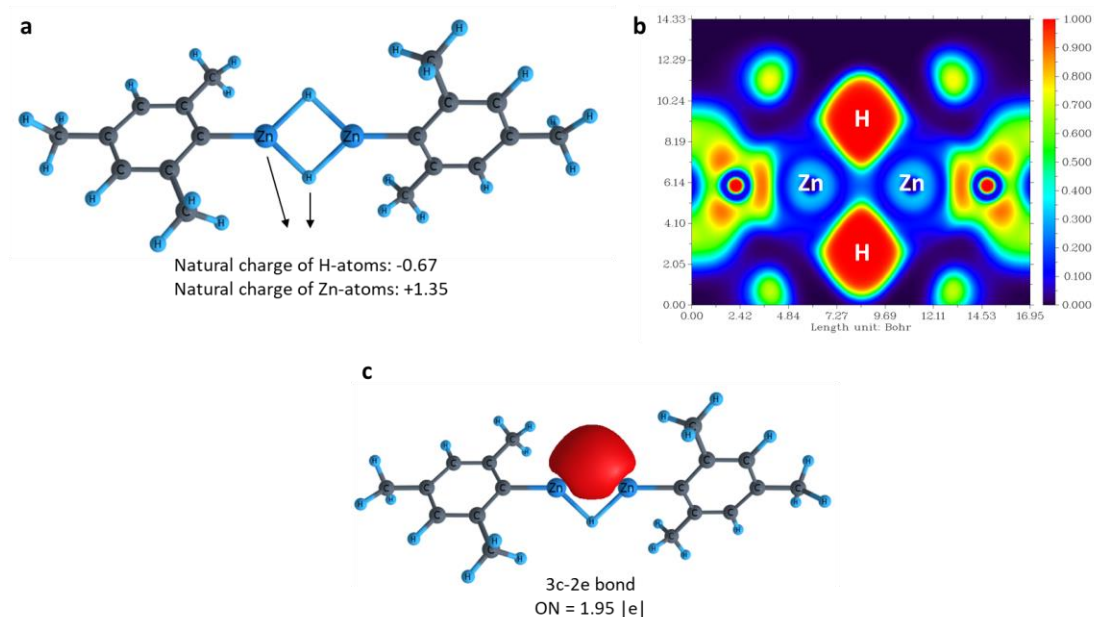 a
C H H H H C C C C C C C C H H H H C H H H Zn H H Zn C C C C C C C H H H H H C H H H C H H H
Natural charge of H-atoms: -0.67
Natural charge of Zn-atoms: +1.35
b
14.33
12.29
10.24
8.19
6.14
4.10
2.05
0.00
H
Zn Zn
H
0.00 2.42 4.84 7.27 9.69 12.11 14.53 16.95
Length unit: Bohr
1.000
0.900
0.800
0.700
0.600
0.500
0.400
0.300
0.200
0.100
0.000
c
Zn Zn
H
3c-2e bond
ON = 1.95 |e|